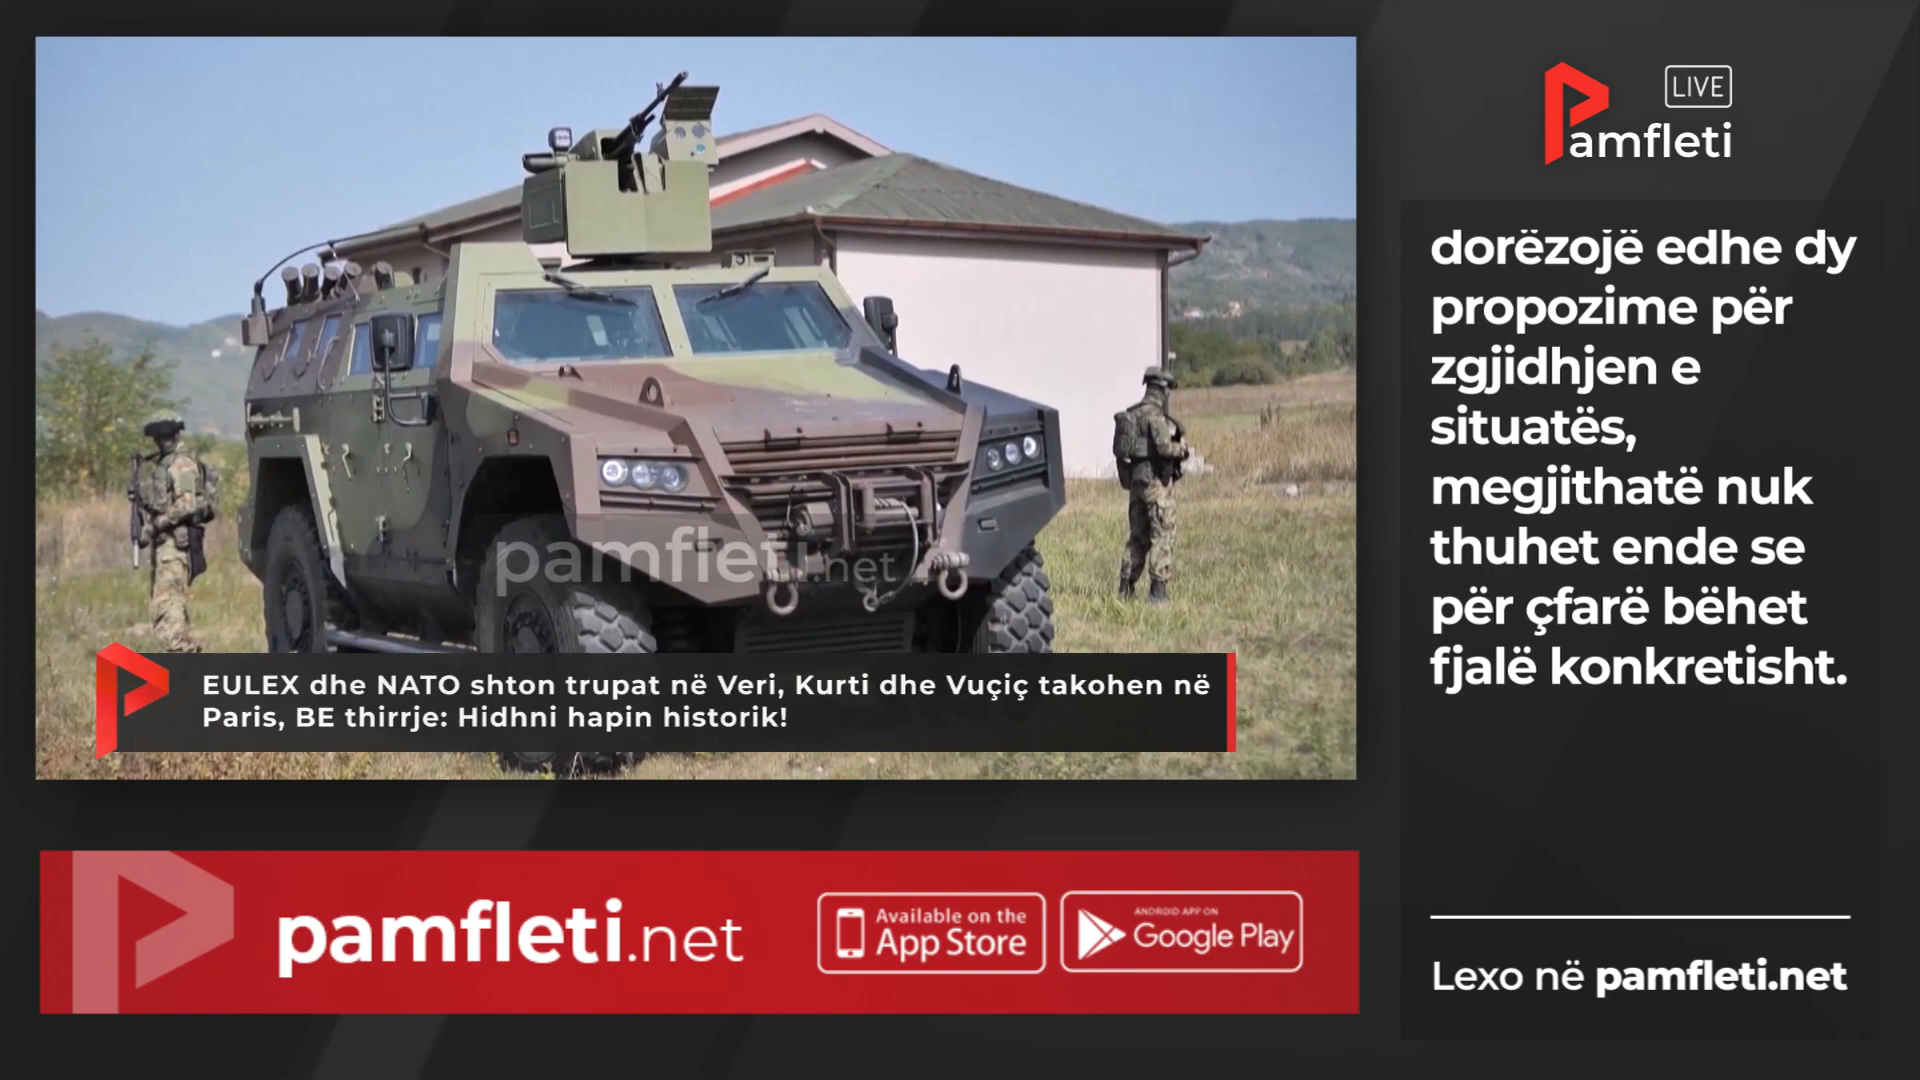 LIVE
Pamfleti
dorëzojë edhe dy
propozime për
zgjidhjen e
situatës,
megjithatë nuk
thuhet ende se
për çfarë bëhet
fjalë konkretisht.
pamfleti.net
EULEX dhe NATO shton trupat në Veri, Kurti dhe Vuçiç takohen në
Paris, BE thirrje: Hidhni hapin historik!
pamfleti.net
Available on the
App Store
ANDROID APP ON
Google Play
Lexo në pamfleti.net